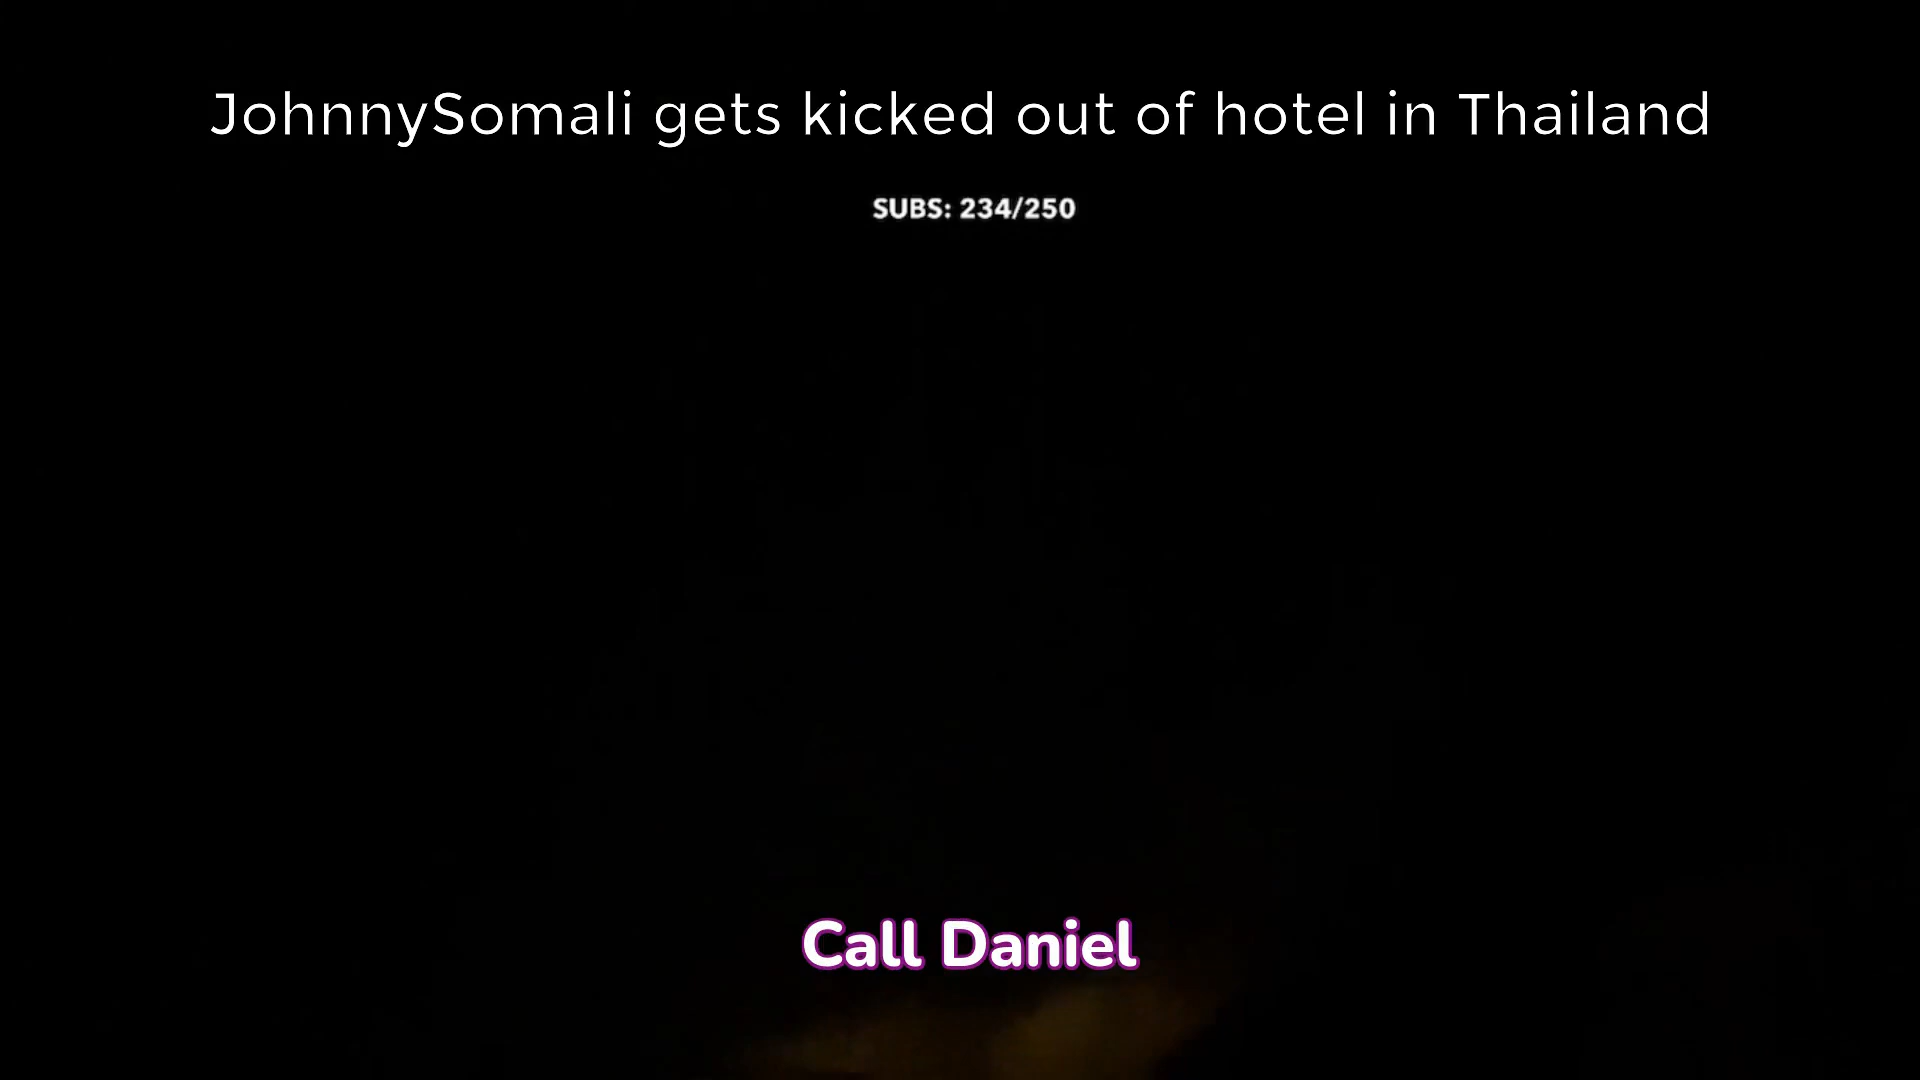 JohnnySomali gets kicked out of hotel in Thailand
SUBS: 234/250
Call Daniel